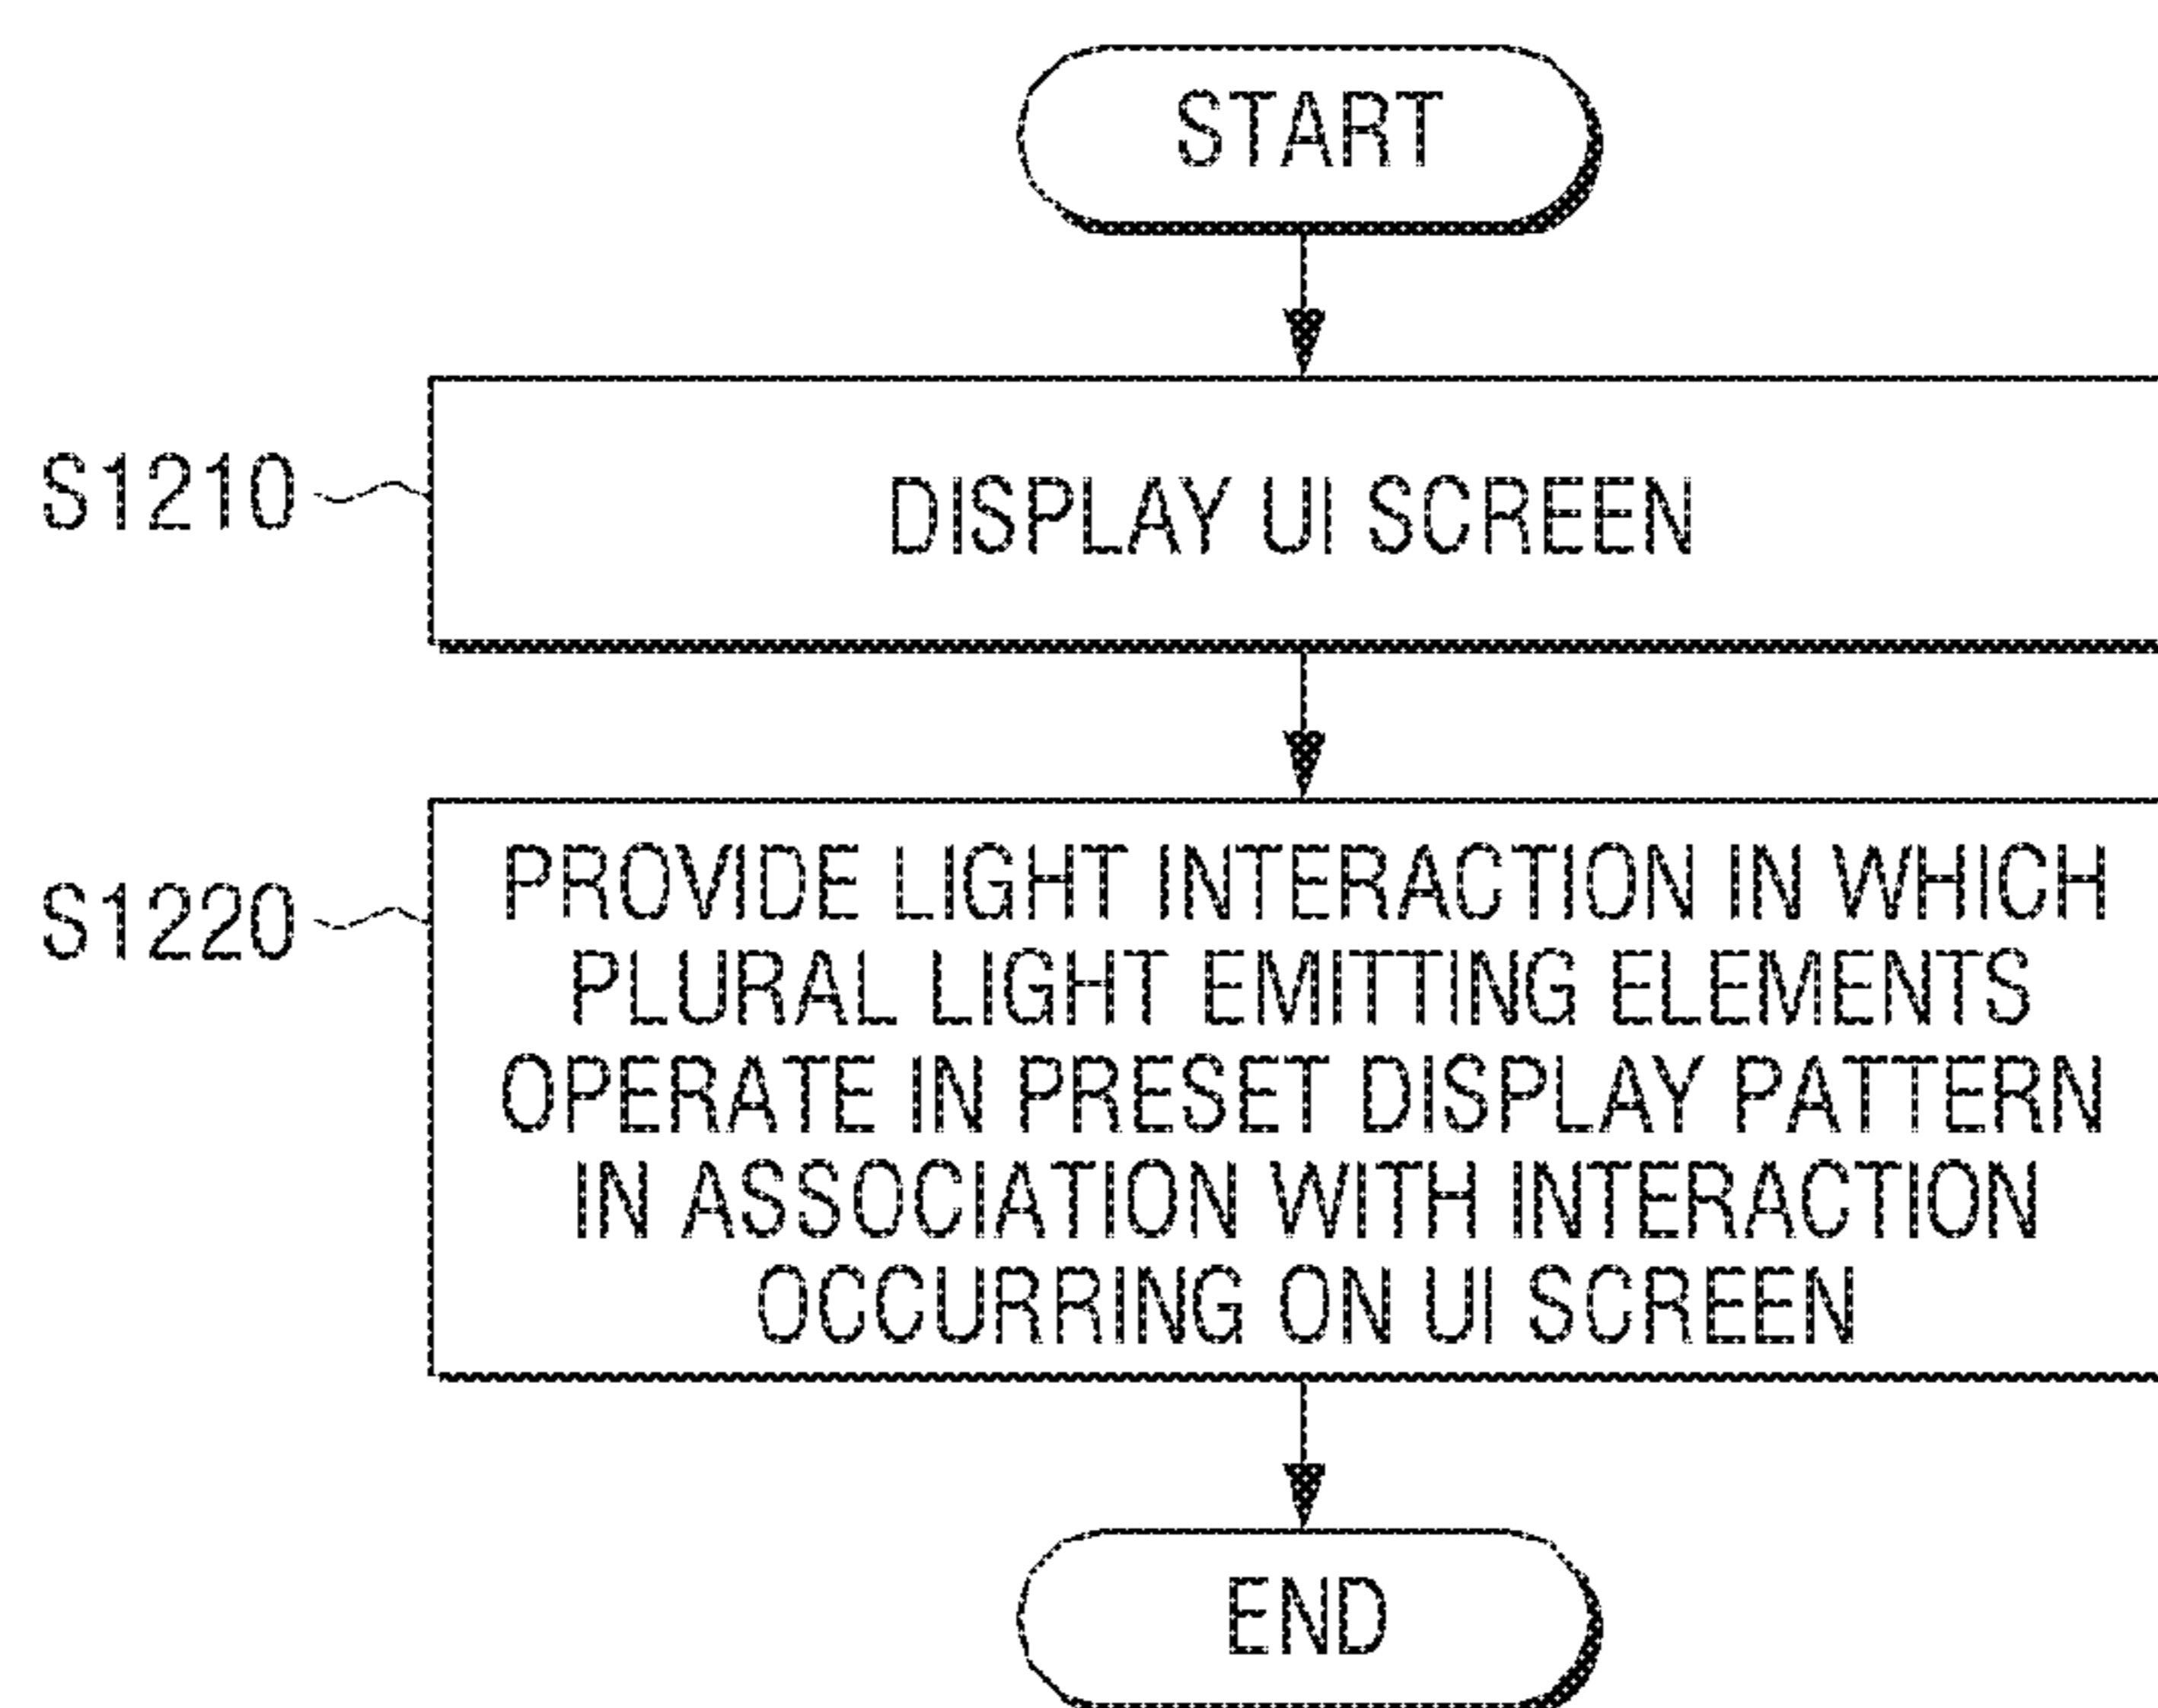 START
S1210
DISPLAY UI SCREEN
S1220
PROVIDE LIGHT INTERACTION IN WHICH
PLURAL LIGHT EMITTING ELEMENTS
OPERATE IN PRESET DISPLAY PATTERN
IN ASSOCIATION WITH INTERACTION
OCCURRING ON UI SCREEN
END